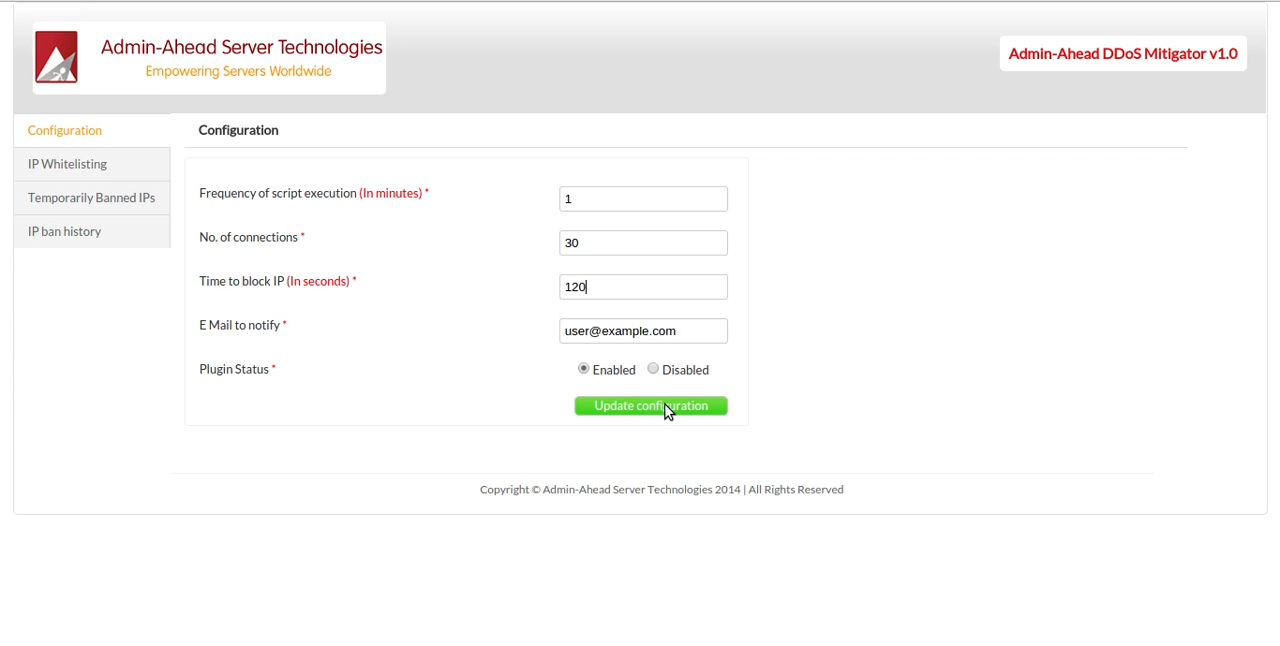 Admin-Ahead Server Technologies
Empowering Servers Worldwide
Admin-Ahead DDoS Mitigator v1.0
Configuration
IP Whitelisting
Temporarily Banned IPs
IP ban history
Configuration
Frequency of script execution (In minutes) * 1
No. of connections * 30
Time to block IP (In seconds) * 120
E Mail to notify * user@example.com
Plugin Status * Enabled Disabled
Update configuration
Copyright © Admin-Ahead Server Technologies 2014 | All Rights Reserved